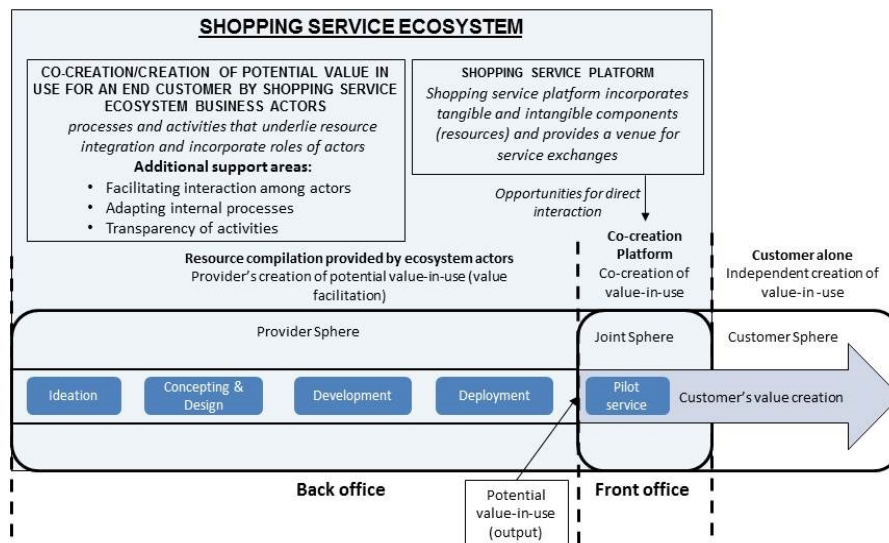 SHOPPING SERVICE ECOSYSTEM
CO-CREATION/CREATION OF POTENTIAL VALUE IN
USE FOR AN END CUSTOMER BY SHOPPING SERVICE
ECOSYSTEM BUSINESS ACTORS
processes and activities that underlie resource
integration and incorporate roles of actors
Additional support areas:
• Facilitating interaction among actors
• Adapting internal processes
• Transparency of activities
SHOPPING SERVICE PLATFORM
Shopping service platform incorporates
tangible and intangible components
(resources) and provides a venue for
service exchanges
Opportunities for direct
interaction
Resource compilation provided by ecosystem actors
Provider's creation of potential value-in-use (value
facilitation)
Co-creation
Platform
Co-creation of
value-in-use
Customer alone
Independent creation of
value-in-use
Provider Sphere
Joint Sphere
Customer Sphere
Ideation
Concepting &
Design
Development
Deployment
Pilot
service
Customer's value creation
Back office
Potential
value-in-use
(output)
Front office